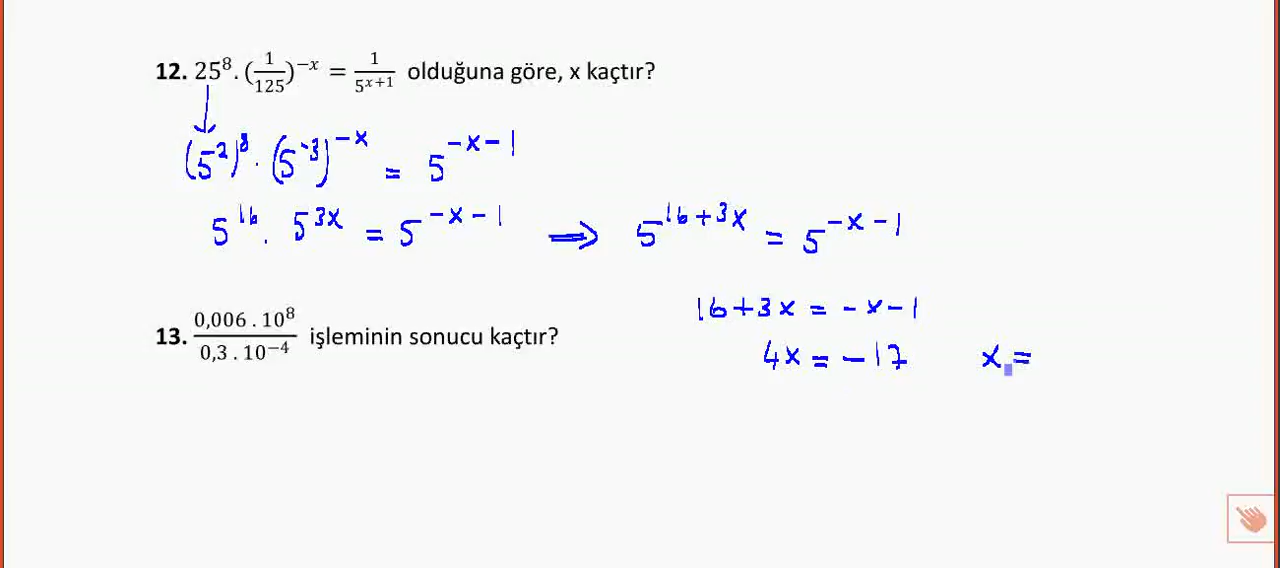 12. 25⁸ . (1/125)⁻ˣ = 1/5ˣ⁺¹ olduğuna göre, x kaçtır?
(5²)⁸ . (5⁻³)⁻ˣ = 5⁻ˣ⁻¹
5¹⁶ . 5³ˣ = 5⁻ˣ⁻¹ ⟹ 5¹⁶⁺³ˣ = 5⁻ˣ⁻¹
16+3x = -x-1
4x = -17 x =
13. 0,006 . 10⁸ / 0,3 . 10⁻⁴ işleminin sonucu kaçtır?